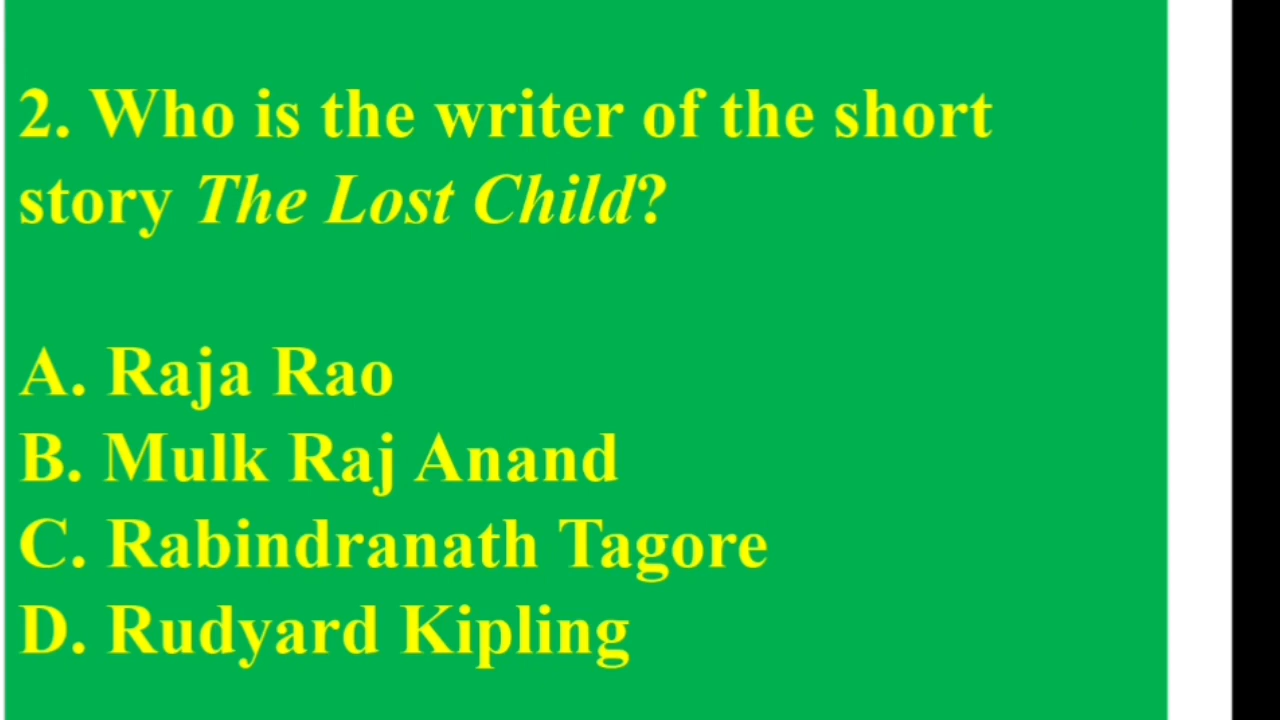 2. Who is the writer of the short
story The Lost Child?
A. Raja Rao
B. Mulk Raj Anand
C. Rabindranath Tagore
D. Rudyard Kipling